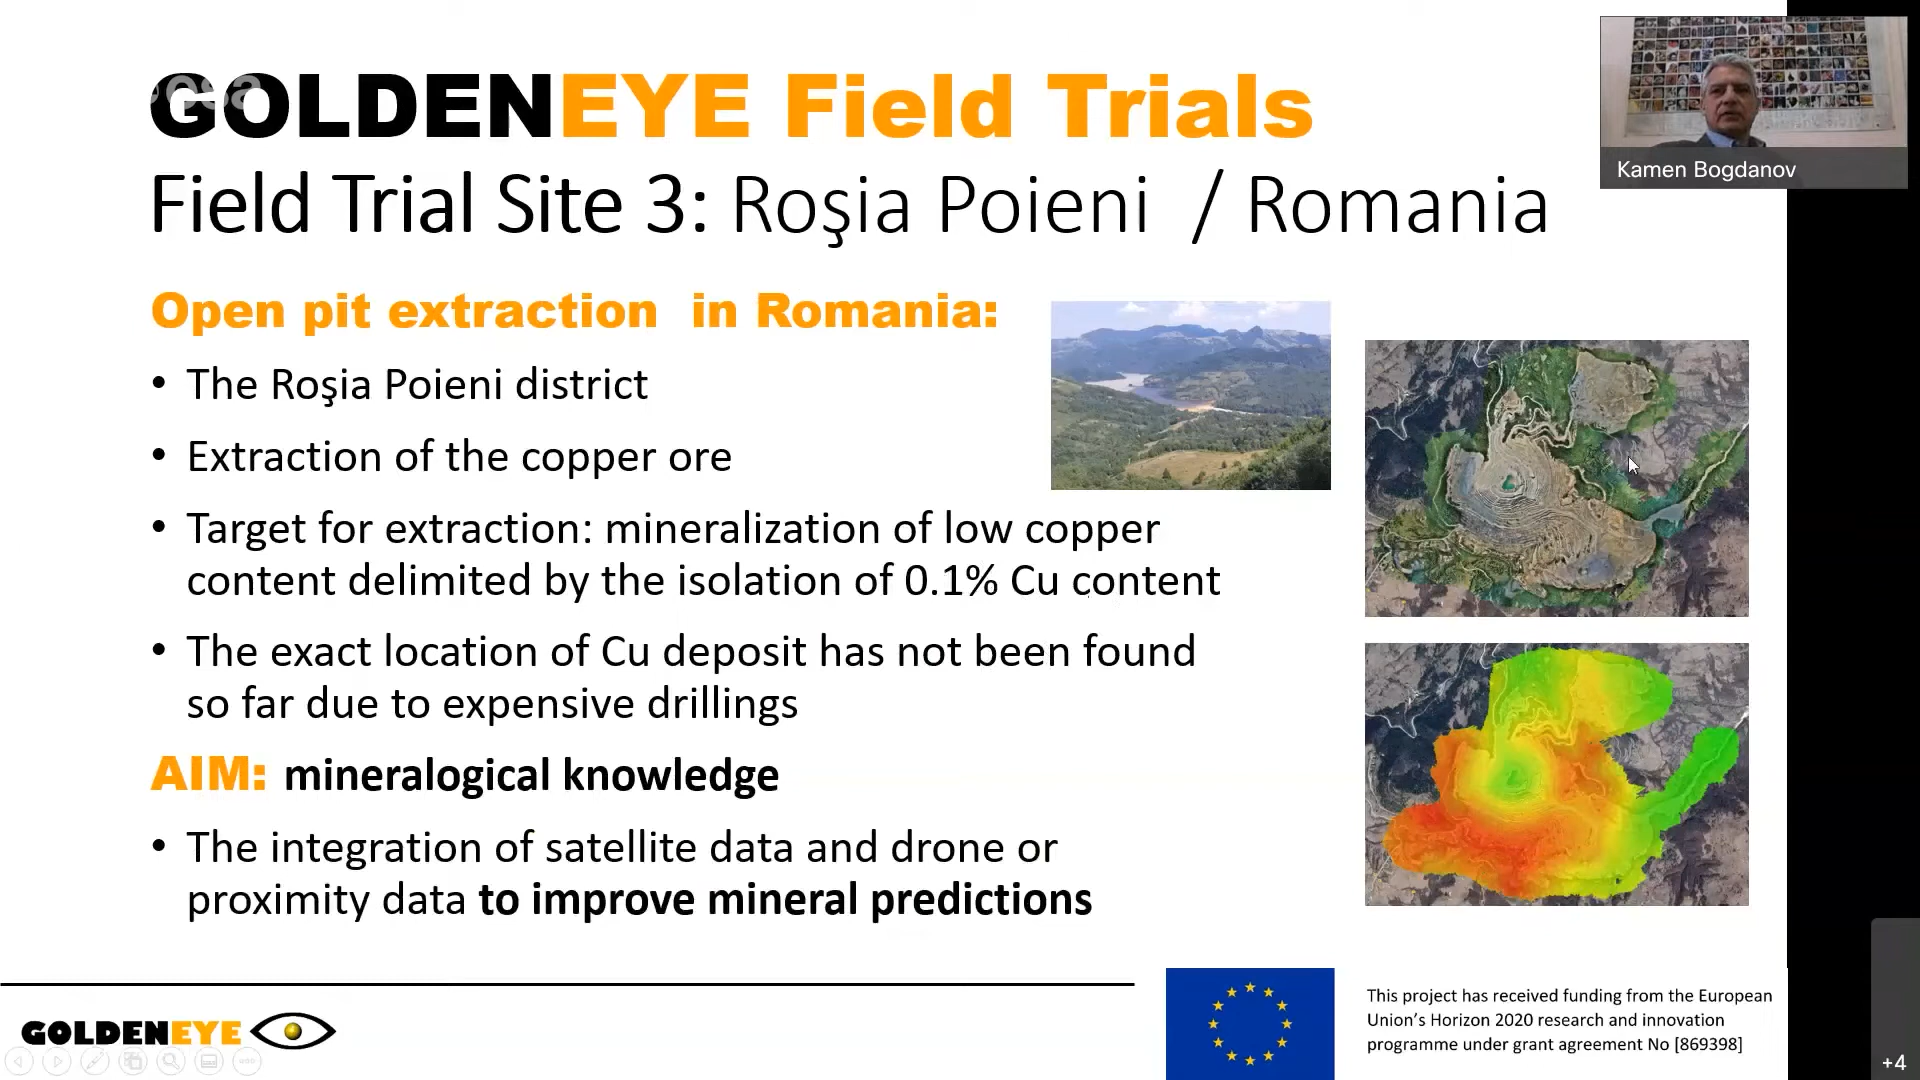 esa
GOLDENEYE Field Trials
Field Trial Site 3: Roşia Poieni / Romania
Kamen Bogdanov
Open pit extraction in Romania:
• The Roşia Poieni district
• Extraction of the copper ore
• Target for extraction: mineralization of low copper
content delimited by the isolation of 0.1% Cu content
• The exact location of Cu deposit has not been found
so far due to expensive drillings
AIM: mineralogical knowledge
• The integration of satellite data and drone or
proximity data to improve mineral predictions
GOLDENEYE
This project has received funding from the European
Union’s Horizon 2020 research and innovation
programme under grant agreement No [869398]
+4